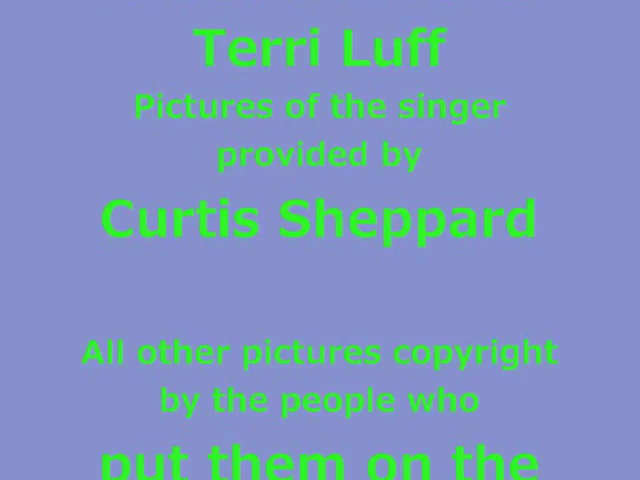 Terri Luff
Pictures of the singer
provided by
Curtis Sheppard
All other pictures copyright
by the people who
put them on the